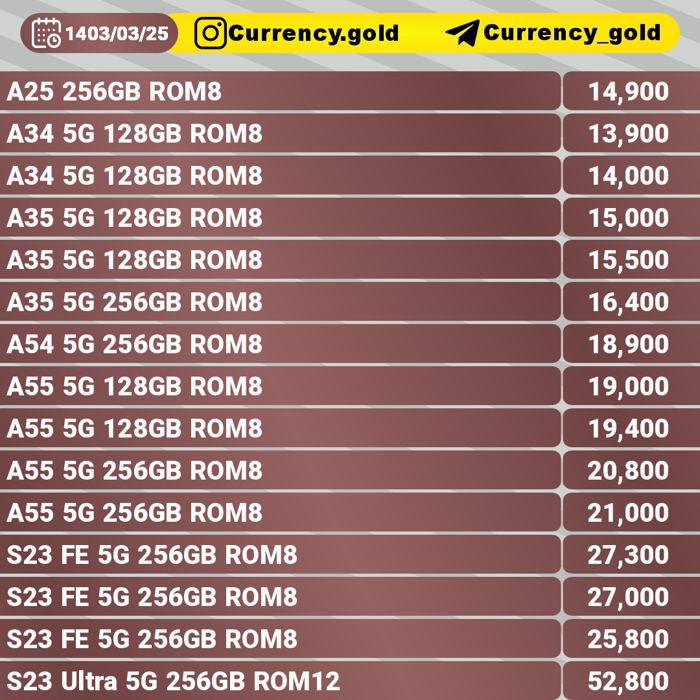 1403/03/25 Currency.gold Currency_gold
A25 256GB ROM8 14,900
A34 5G 128GB ROM8 13,900
A34 5G 128GB ROM8 14,000
A35 5G 128GB ROM8 15,000
A35 5G 128GB ROM8 15,500
A35 5G 256GB ROM8 16,400
A54 5G 256GB ROM8 18,900
A55 5G 128GB ROM8 19,000
A55 5G 128GB ROM8 19,400
A55 5G 256GB ROM8 20,800
A55 5G 256GB ROM8 21,000
S23 FE 5G 256GB ROM8 27,300
S23 FE 5G 256GB ROM8 27,000
S23 FE 5G 256GB ROM8 25,800
S23 Ultra 5G 256GB ROM12 52,800